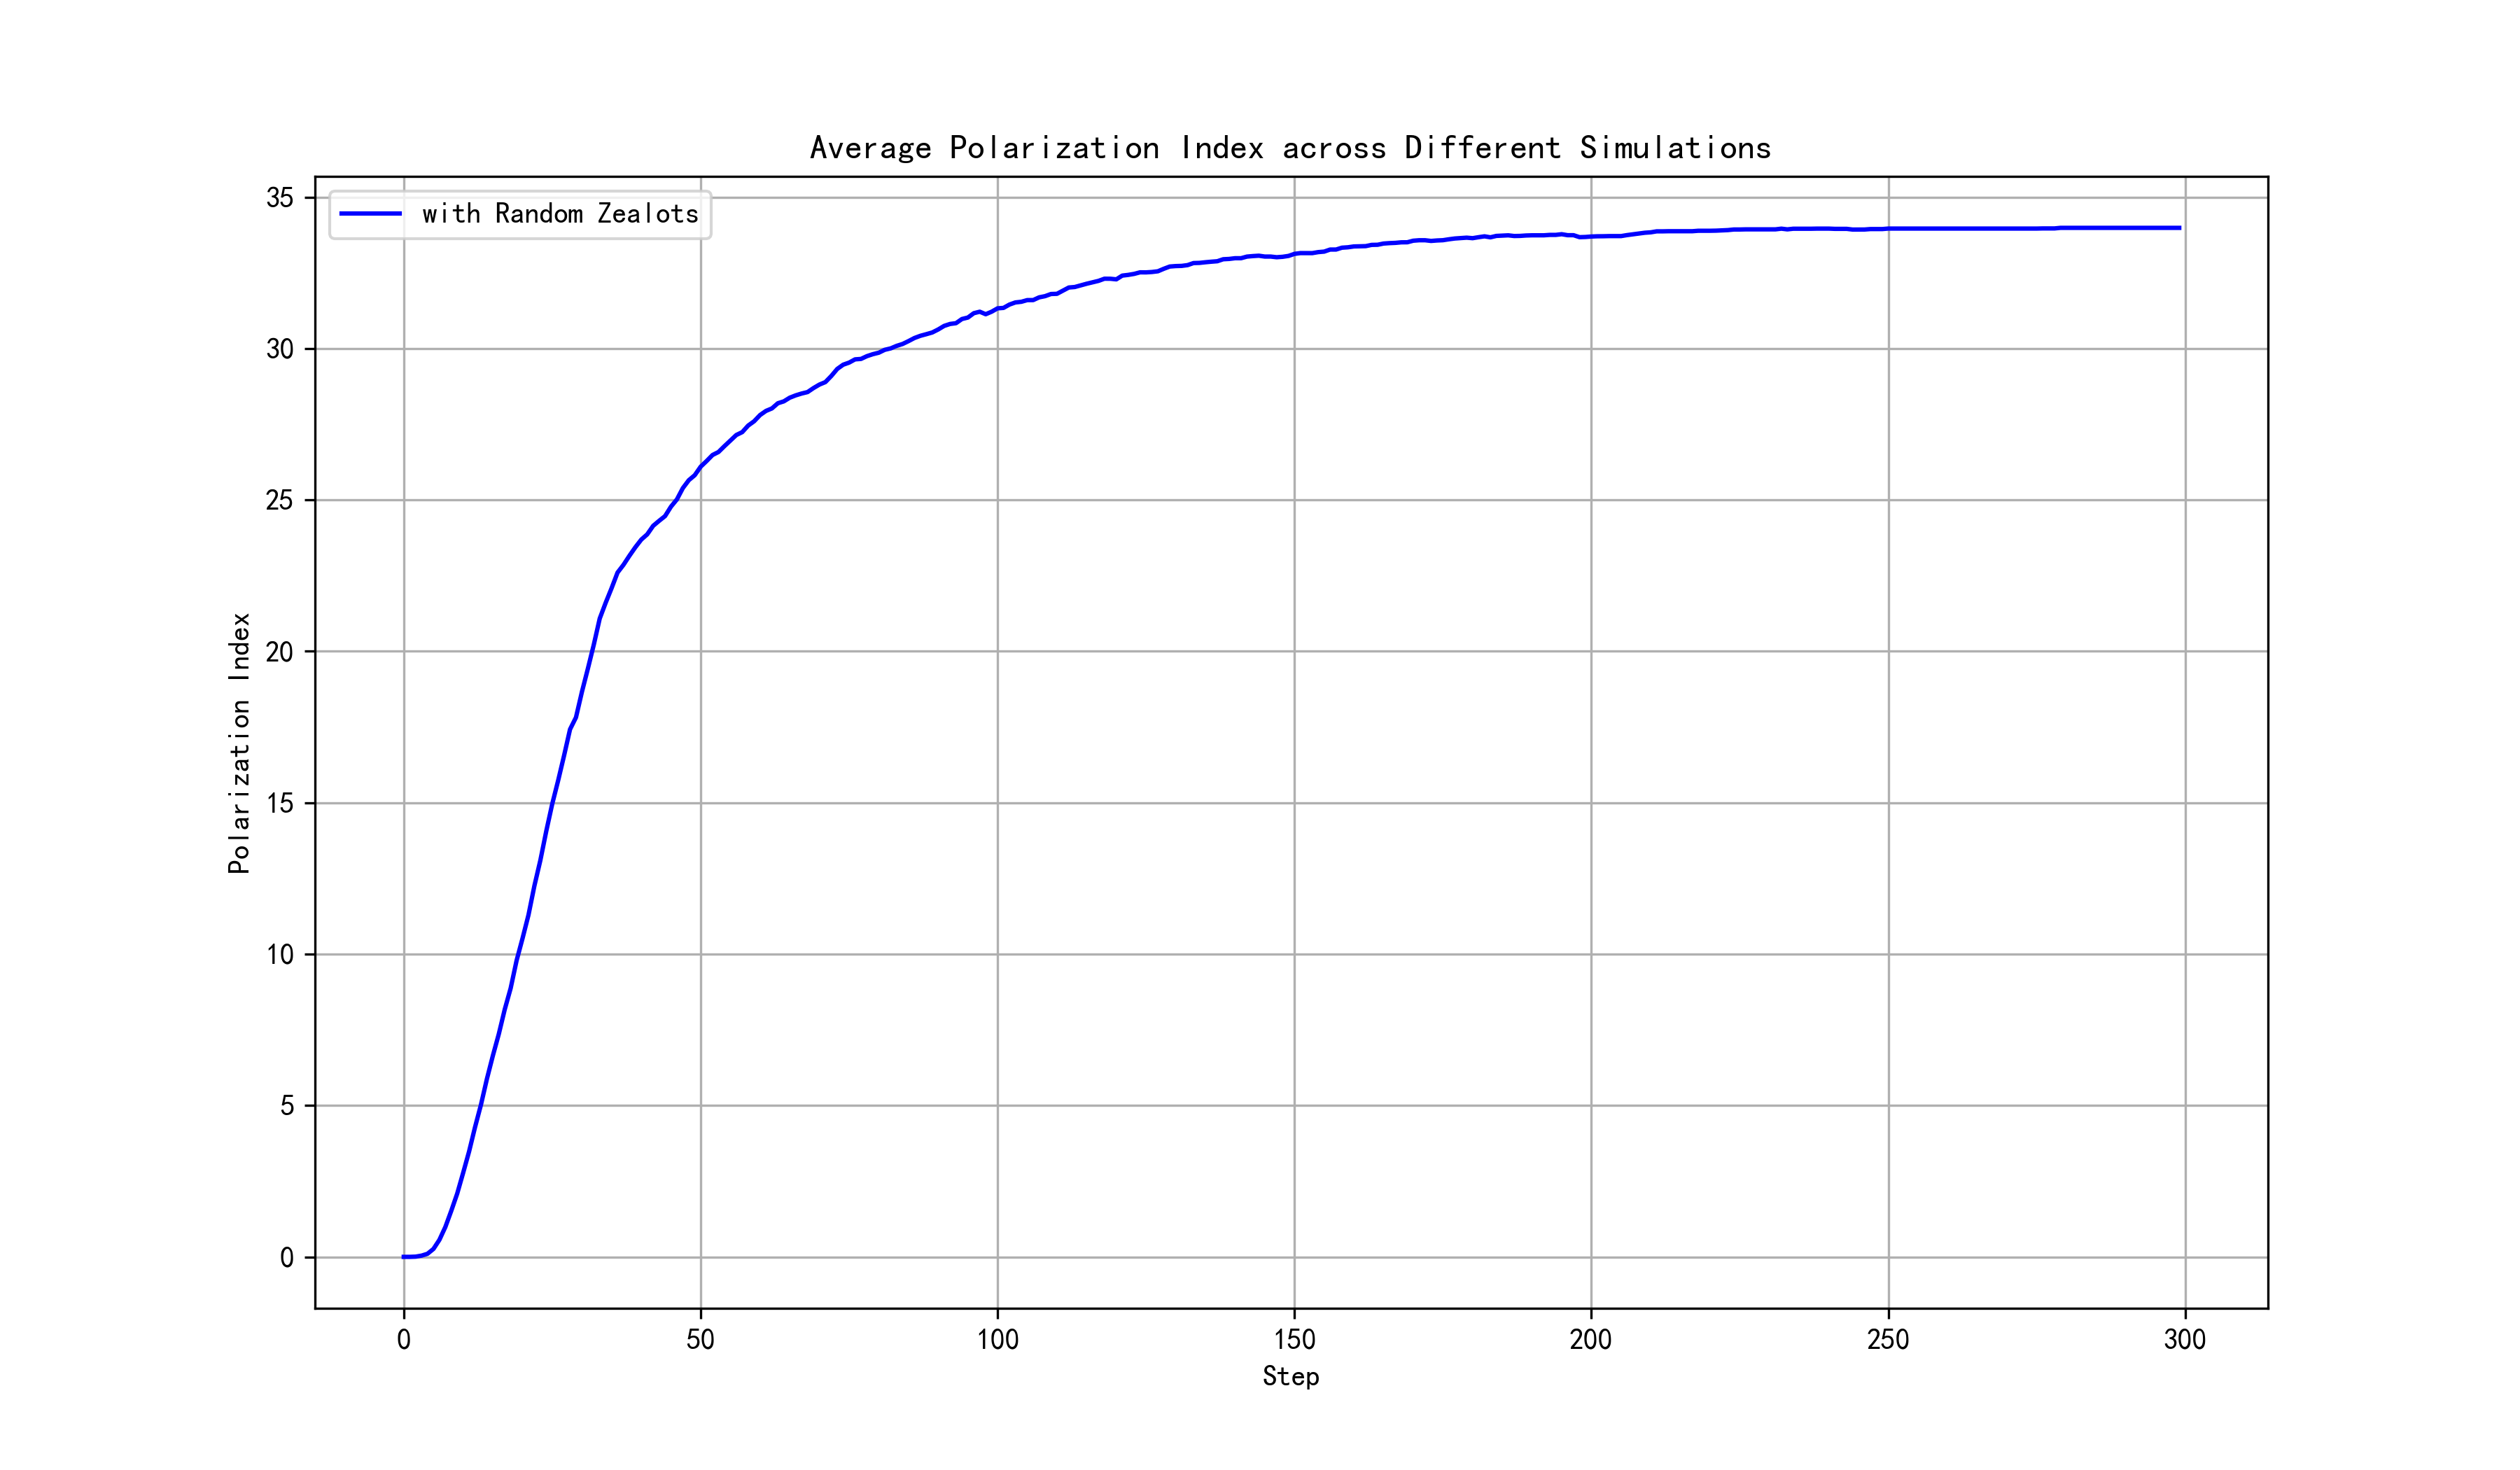 Average Polarization Index across Different Simulations
with Random Zealots
Polarization Index
35
30
25
20
15
10
5
0
0 50 100 150 200 250 300
Step